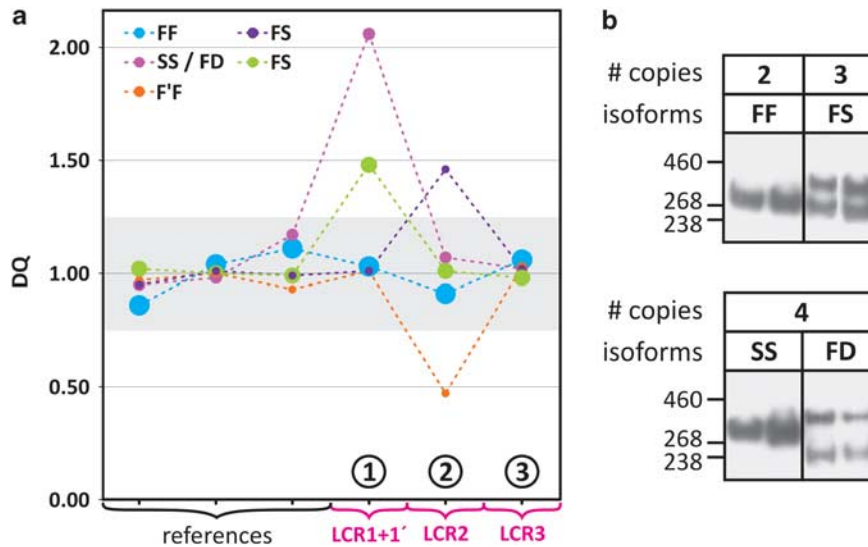 a
FF
FS
SS / FD
FS
F'F
2.00
1.50
1.00
0.50
0.00
DQ
1
2
3
references
LCR1+1´
LCR2
LCR3
b
# copies
2
3
isoforms
FF
FS
460
268
238
# copies
4
isoforms
SS
FD
460
268
238